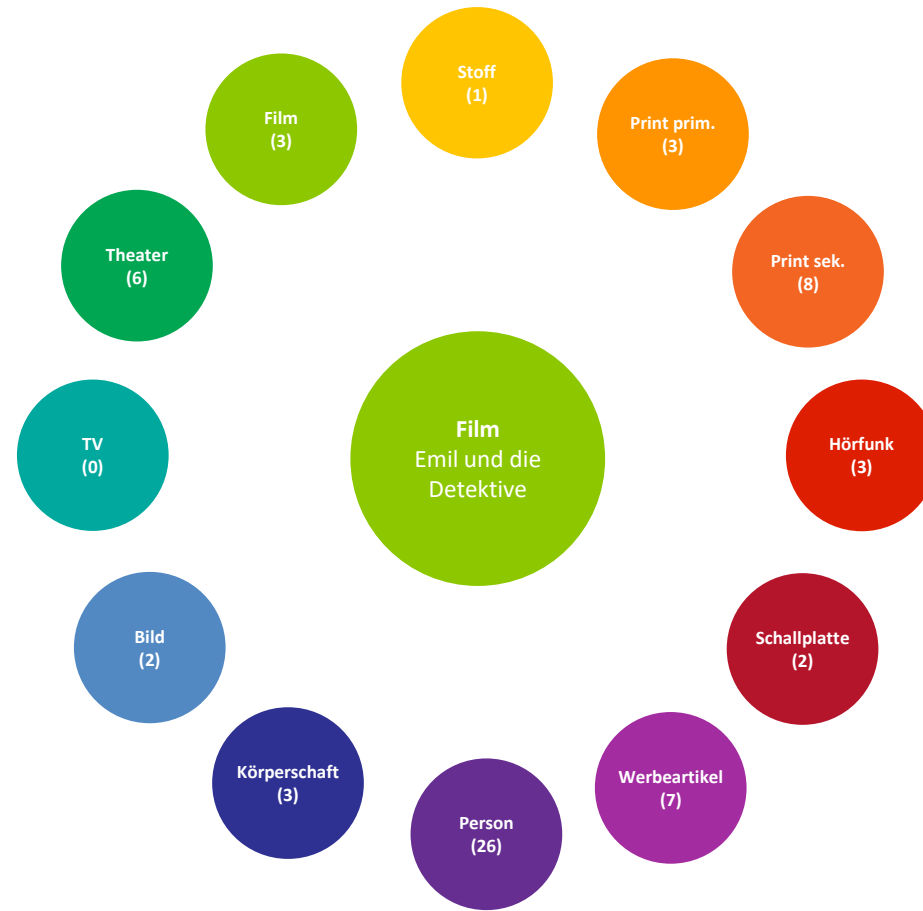 Stoff
(1)
Film
(3)
Print prim.
(3)
Theater
(6)
Print sek.
(8)
Film
Emil und die
Detektive
TV
(0)
Hörfunk
(3)
Bild
(2)
Schallplatte
(2)
Körperschaft
(3)
Werbeartikel
(7)
Person
(26)